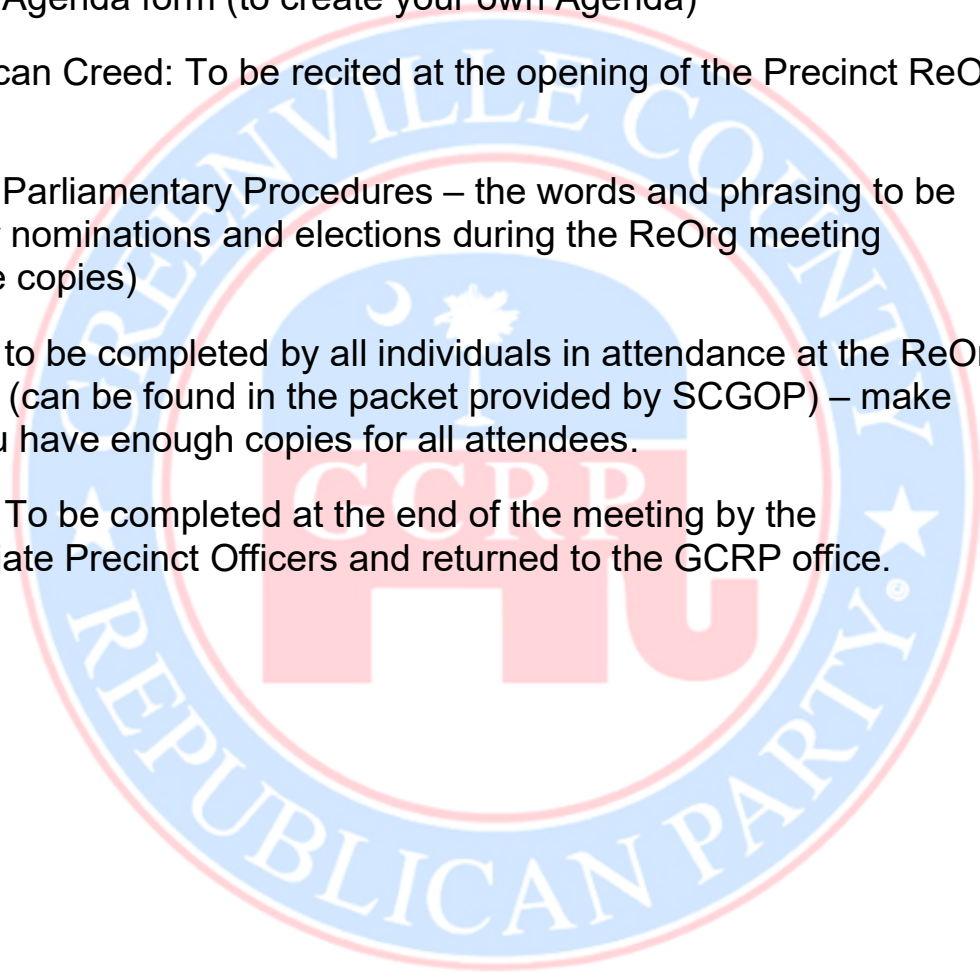 Agenda form (to create your own Agenda)
can Creed: To be recited at the opening of the Precinct ReO
Parliamentary Procedures – the words and phrasing to be
nominations and elections during the ReOrg meeting
e copies)
to be completed by all individuals in attendance at the ReOr
(can be found in the packet provided by SCGOP) – make
u have enough copies for all attendees.
To be completed at the end of the meeting by the
iate Precinct Officers and returned to the GCRP office.
GREENVILLE COUNTY
GCRP
REPUBLICAN PARTY